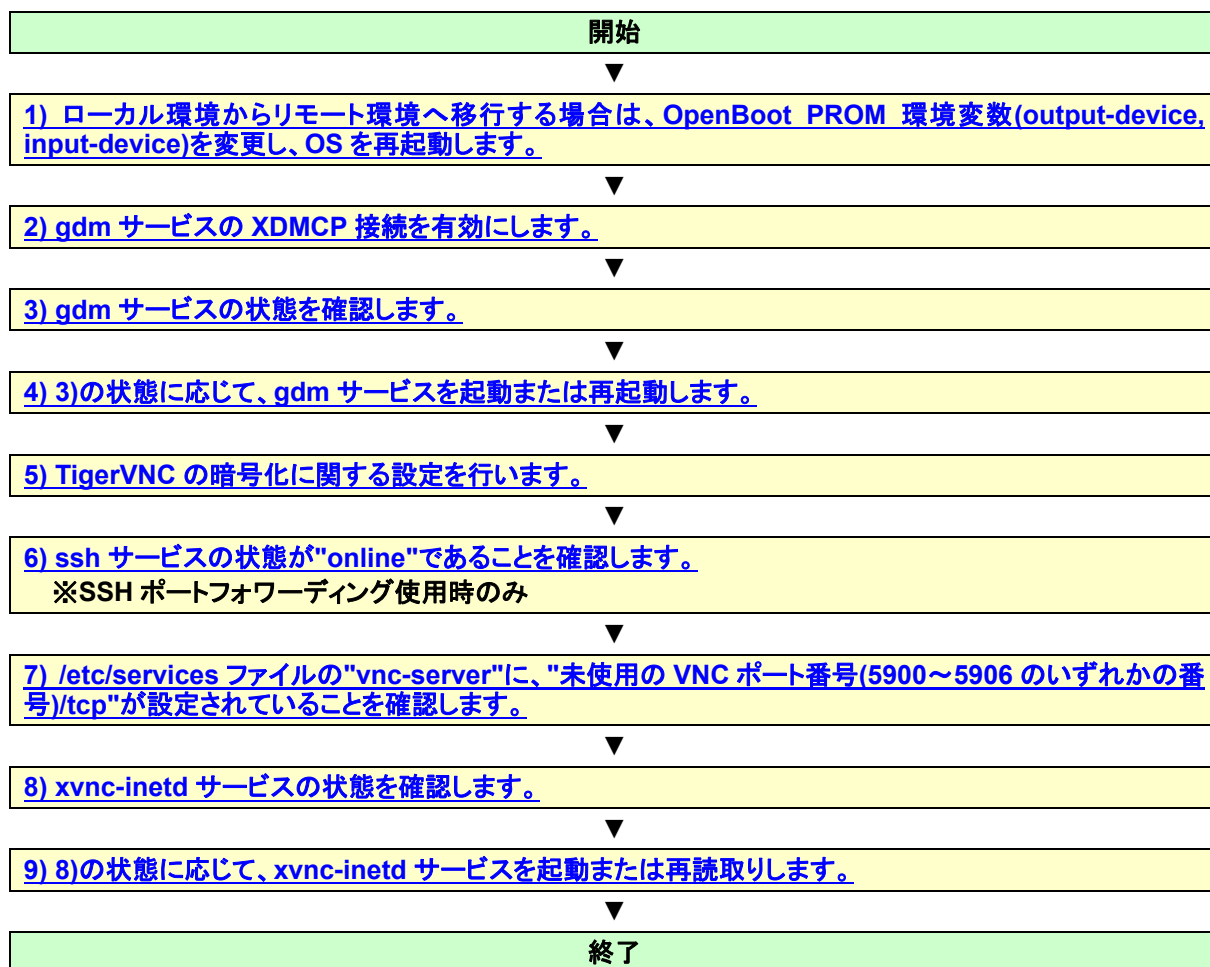 開始
▼
1) ローカル環境からリモート環境へ移行する場合は、OpenBoot PROM 環境変数(output-device,
input-device)を変更し、OS を再起動します。
▼
2) gdm サービスの XDMCP 接続を有効にします。
▼
3) gdm サービスの状態を確認します。
▼
4) 3)の状態に応じて、gdm サービスを起動または再起動します。
▼
5) TigerVNC の暗号化に関する設定を行います。
▼
6) ssh サービスの状態が"online"であることを確認します。
※SSH ポートフォワーディング使用時のみ
▼
7) /etc/services ファイルの"vnc-server"に、"未使用の VNC ポート番号(5900～5906 のいずれかの番
号)/tcp"が設定されていることを確認します。
▼
8) xvnc-inetd サービスの状態を確認します。
▼
9) 8)の状態に応じて、xvnc-inetd サービスを起動または再読取りします。
▼
終了